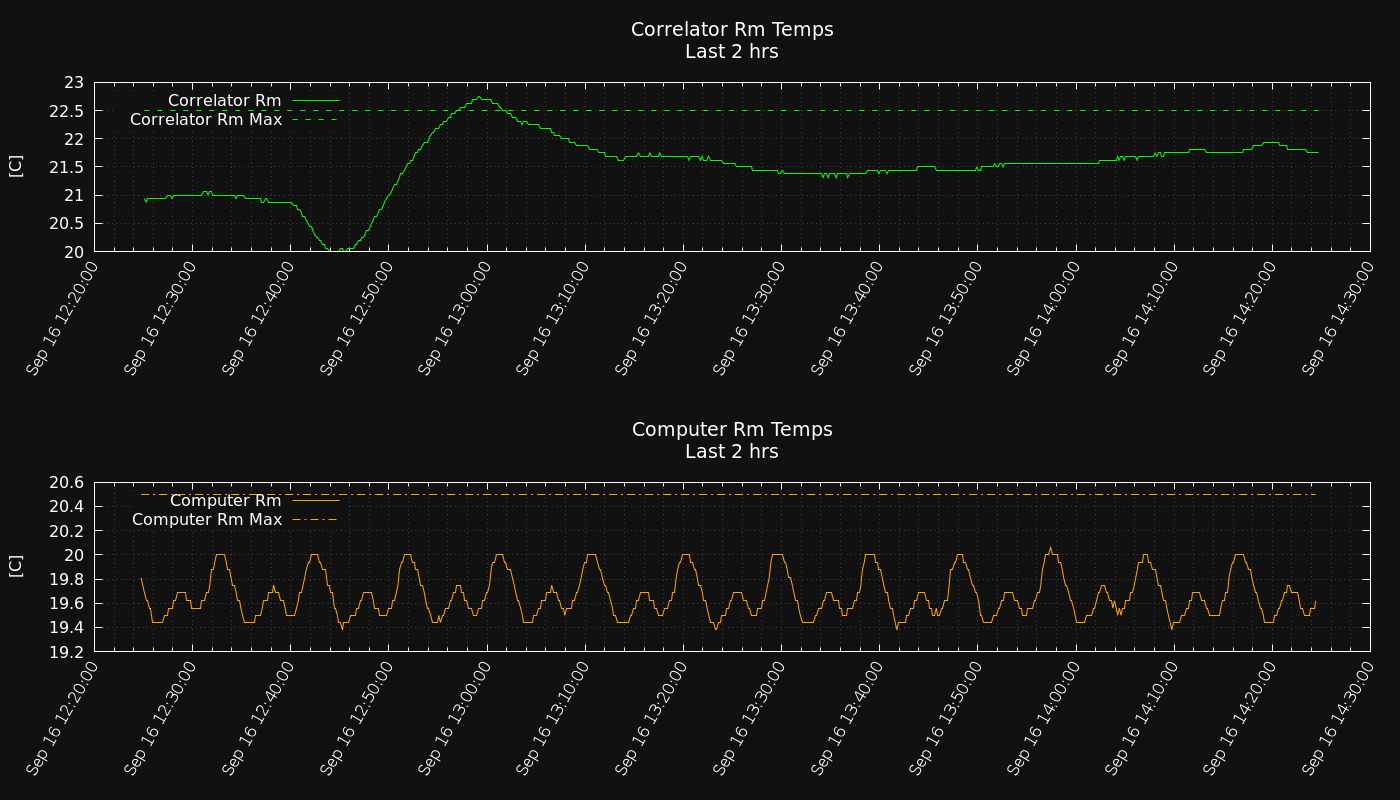 Correlator Rm Temps
Last 2 hrs
[C]
23
22.5
22
21.5
21
20.5
20
Correlator Rm
Correlator Rm Max
Sep 16 12:20:00
Sep 16 12:30:00
Sep 16 12:40:00
Sep 16 12:50:00
Sep 16 13:00:00
Sep 16 13:10:00
Sep 16 13:20:00
Sep 16 13:30:00
Sep 16 13:40:00
Sep 16 13:50:00
Sep 16 14:00:00
Sep 16 14:10:00
Sep 16 14:20:00
Sep 16 14:30:00
Computer Rm Temps
Last 2 hrs
[C]
20.6
20.4
20.2
20
19.8
19.6
19.4
19.2
Computer Rm
Computer Rm Max
Sep 16 12:20:00
Sep 16 12:30:00
Sep 16 12:40:00
Sep 16 12:50:00
Sep 16 13:00:00
Sep 16 13:10:00
Sep 16 13:20:00
Sep 16 13:30:00
Sep 16 13:40:00
Sep 16 13:50:00
Sep 16 14:00:00
Sep 16 14:10:00
Sep 16 14:20:00
Sep 16 14:30:00